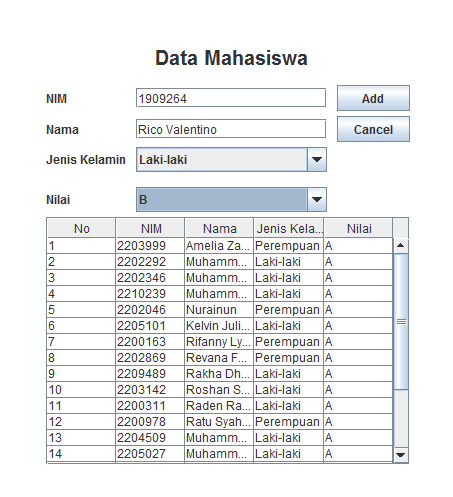 Data Mahasiswa
NIM 1909264 Add
Nama Rico Valentino Cancel
Jenis Kelamin Laki-laki
Nilai B
No NIM Nama Jenis Kela... Nilai
1 2203999 Amelia Za... Perempuan A
2 2202292 Muhamm... Laki-laki A
3 2202346 Muhamm... Laki-laki A
4 2210239 Muhamm... Laki-laki A
5 2202046 Nurainun Perempuan A
6 2205101 Kelvin Juli... Laki-laki A
7 2200163 Rifanny Ly... Perempuan A
8 2202869 Revana F... Perempuan A
9 2209489 Rakha Dh... Laki-laki A
10 2203142 Roshan S... Laki-laki A
11 2200311 Raden Ra... Laki-laki A
12 2200978 Ratu Syah... Perempuan A
13 2204509 Muhamm... Laki-laki A
14 2205027 Muhamm... Laki-laki A